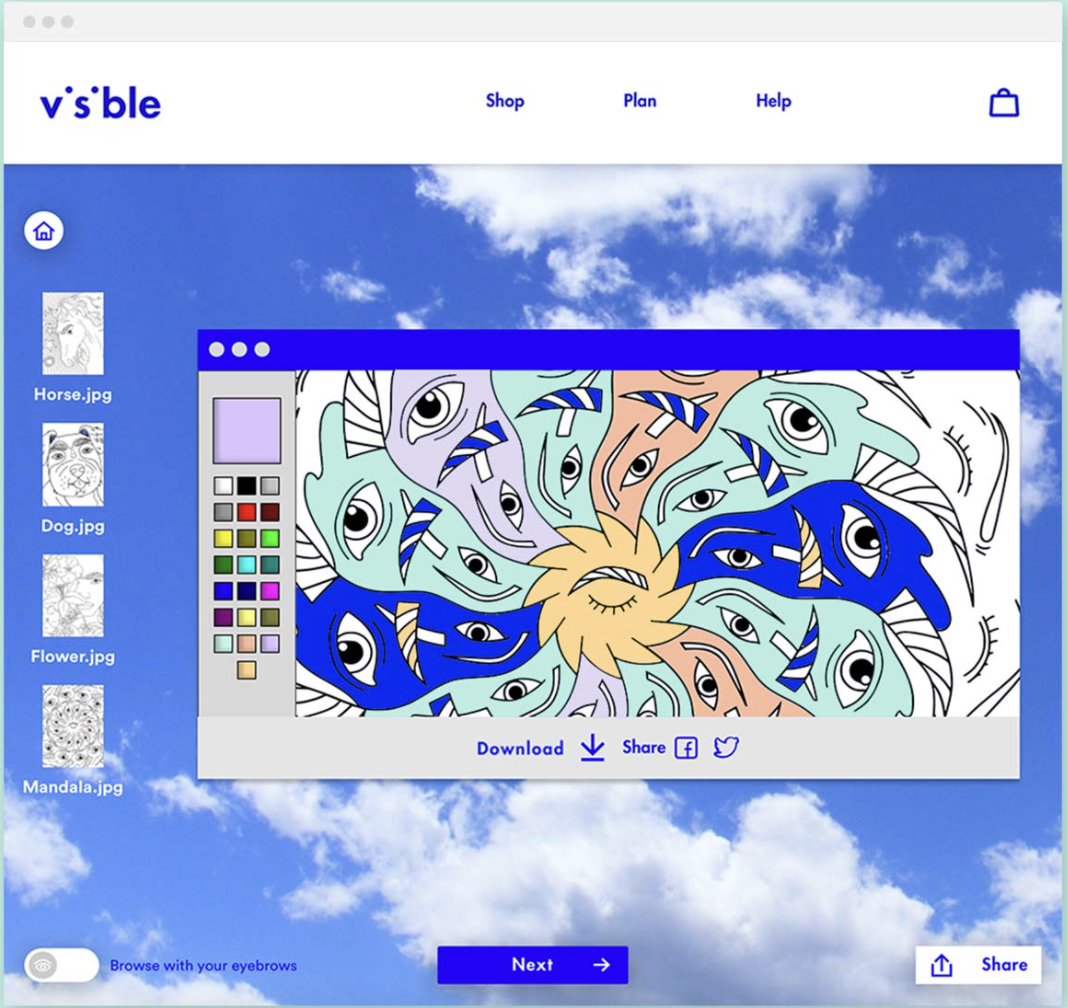 visible
Shop Plan Help
Horse.jpg
Dog.jpg
Flower.jpg
Mandala.jpg
Download Share
Browse with your eyebrows
Next
Share